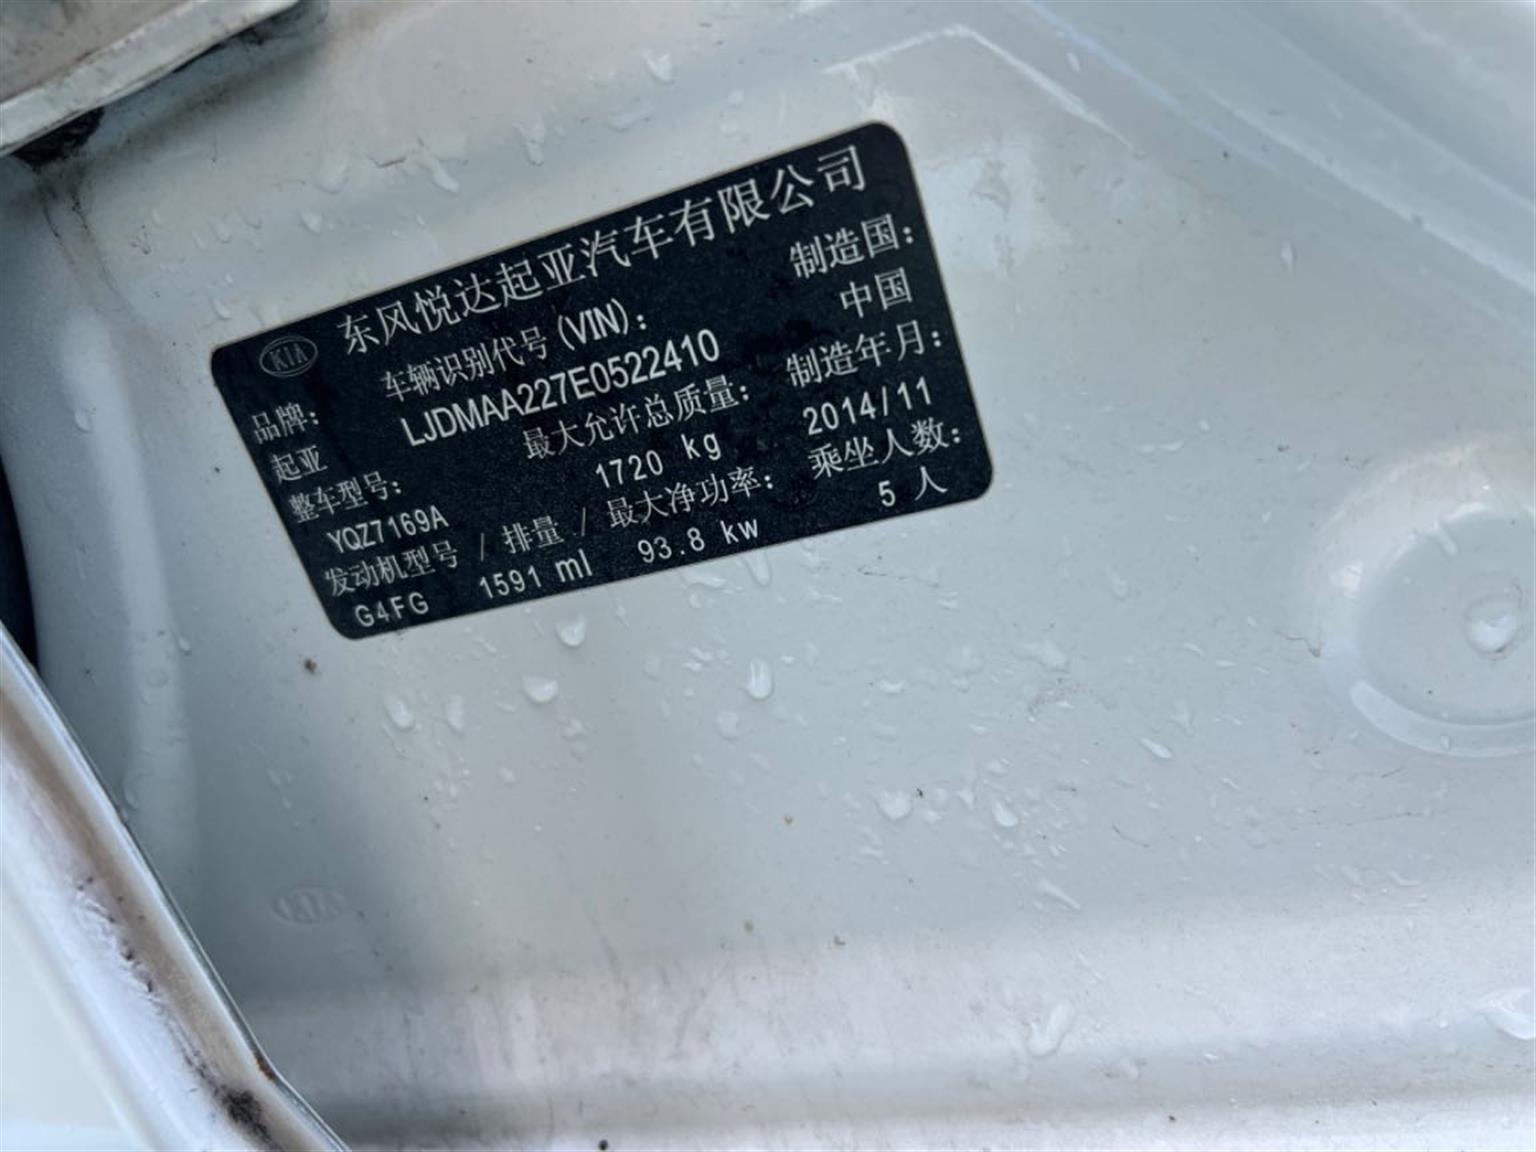 KIA 东风悦达起亚汽车有限公司
品牌： 车辆识别代号(VIN)： 制造国：
起亚 LJDMAA227E0522410 中国
整车型号： 最大允许总质量： 制造年月：
YQZ7169A 1720 kg 2014/11
发动机型号 / 排量 / 最大净功率： 乘坐人数：
G4FG 1591 ml 93.8 kw 5 人
KIA